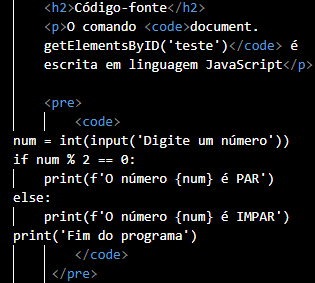 <h2>Código-fonte</h2>
<p>O comando <code>document.
getElementsByID('teste')</code> é
escrita em linguagem JavaScript</p>
<pre>
<code>
num = int(input('Digite um número'))
if num % 2 == 0:
    print(f'O número {num} é PAR')
else:
    print(f'O número {num} é IMPAR')
print('Fim do programa')
</code>
</pre>